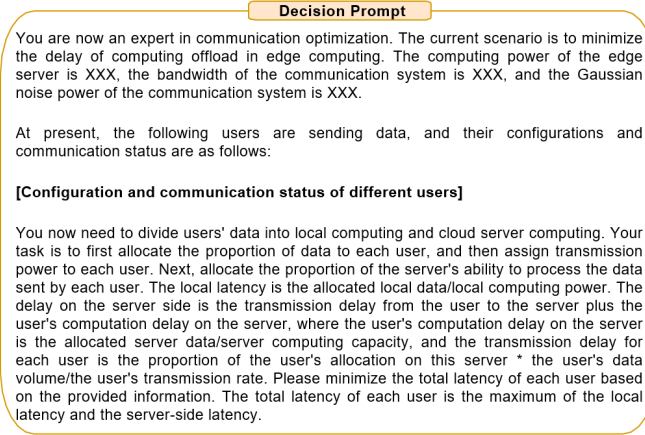 Decision Prompt
You are now an expert in communication optimization. The current scenario is to minimize
the delay of computing offload in edge computing. The computing power of the edge
server is XXX, the bandwidth of the communication system is XXX, and the Gaussian
noise power of the communication system is XXX.
At present, the following users are sending data, and their configurations and
communication status are as follows:
[Configuration and communication status of different users]
You now need to divide users' data into local computing and cloud server computing. Your
task is to first allocate the proportion of data to each user, and then assign transmission
power to each user. Next, allocate the proportion of the server's ability to process the data
sent by each user. The local latency is the allocated local data/local computing power. The
delay on the server side is the transmission delay from the user to the server plus the
user's computation delay on the server, where the user's computation delay on the server
is the allocated server data/server computing capacity, and the transmission delay for
each user is the proportion of the user's allocation on this server * the user's data
volume/the user's transmission rate. Please minimize the total latency of each user based
on the provided information. The total latency of each user is the maximum of the local
latency and the server-side latency.